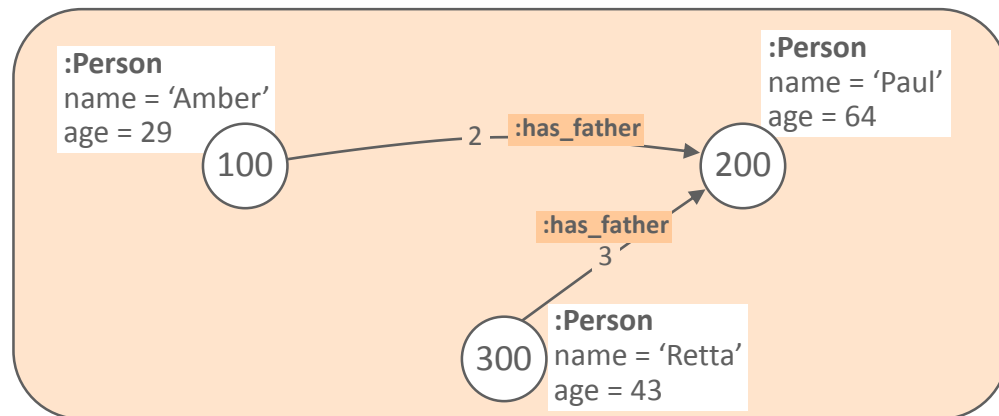 :Person
name = ‘Amber’
age = 29
100
2
:has_father
:Person
name = ‘Paul’
age = 64
200
:has_father
3
300
:Person
name = ‘Retta’
age = 43